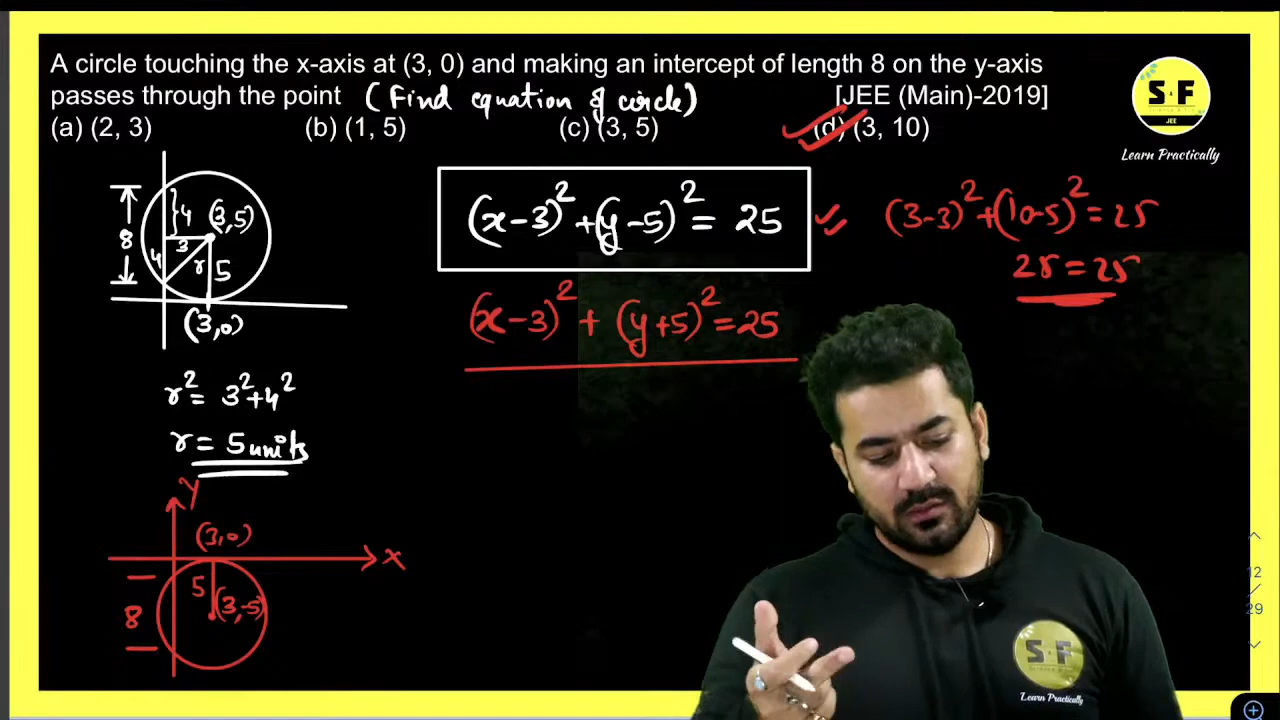 A circle touching the x-axis at (3, 0) and making an intercept of length 8 on the y-axis
passes through the point (Find equation of circle) [JEE (Main)-2019]
(a) (2, 3) (b) (1, 5) (c) (3, 5) (d) (3, 10)
S F
JEE
Learn Practically
8
4
(3,5)
3
4
r
5
(3,0)
(x-3)²+(y-5)²= 25
(3-3)²+(10-5)²=25
25=25
(x-3)²+(y+5)²=25
r²= 3²+4²
r= 5units
y
(3,0)
x
5
(3,-5)
8
12
29
S F
Learn Practically